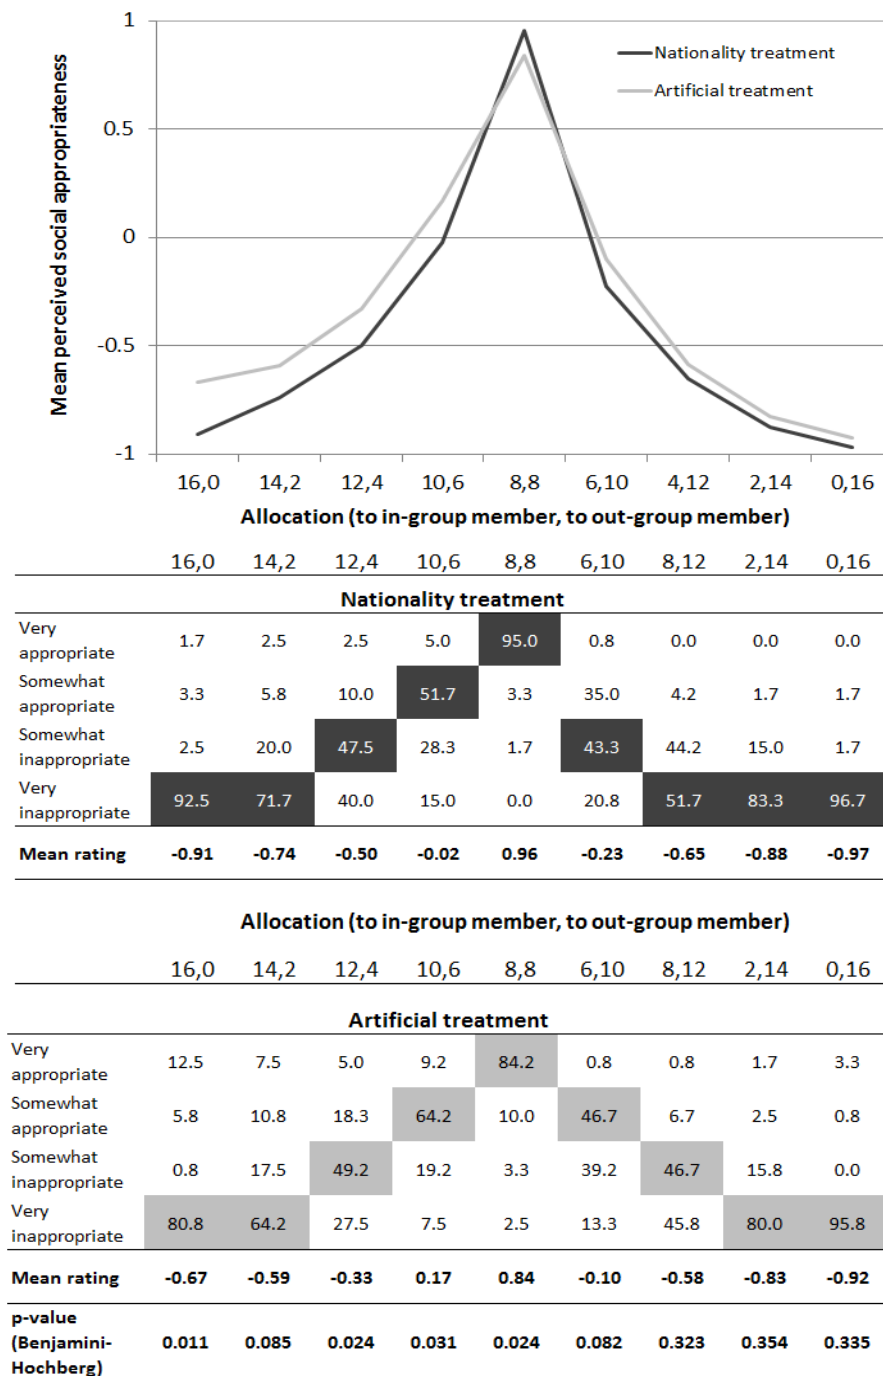 1
0.5
0
-0.5
-1
Mean perceived social appropriateness
Nationality treatment
Artificial treatment
16,0 14,2 12,4 10,6 8,8 6,10 4,12 2,14 0,16
Allocation (to in-group member, to out-group member)
16,0 14,2 12,4 10,6 8,8 6,10 8,12 2,14 0,16
Nationality treatment
Very
appropriate 1.7 2.5 2.5 5.0 95.0 0.8 0.0 0.0 0.0
Somewhat
appropriate 3.3 5.8 10.0 51.7 3.3 35.0 4.2 1.7 1.7
Somewhat
inappropriate 2.5 20.0 47.5 28.3 1.7 43.3 44.2 15.0 1.7
Very
inappropriate 92.5 71.7 40.0 15.0 0.0 20.8 51.7 83.3 96.7
Mean rating -0.91 -0.74 -0.50 -0.02 0.96 -0.23 -0.65 -0.88 -0.97
Allocation (to in-group member, to out-group member)
16,0 14,2 12,4 10,6 8,8 6,10 8,12 2,14 0,16
Artificial treatment
Very
appropriate 12.5 7.5 5.0 9.2 84.2 0.8 0.8 1.7 3.3
Somewhat
appropriate 5.8 10.8 18.3 64.2 10.0 46.7 6.7 2.5 0.8
Somewhat
inappropriate 0.8 17.5 49.2 19.2 3.3 39.2 46.7 15.8 0.0
Very
inappropriate 80.8 64.2 27.5 7.5 2.5 13.3 45.8 80.0 95.8
Mean rating -0.67 -0.59 -0.33 0.17 0.84 -0.10 -0.58 -0.83 -0.92
p-value
(Benjamini- 0.011 0.085 0.024 0.031 0.024 0.082 0.323 0.354 0.335
Hochberg)